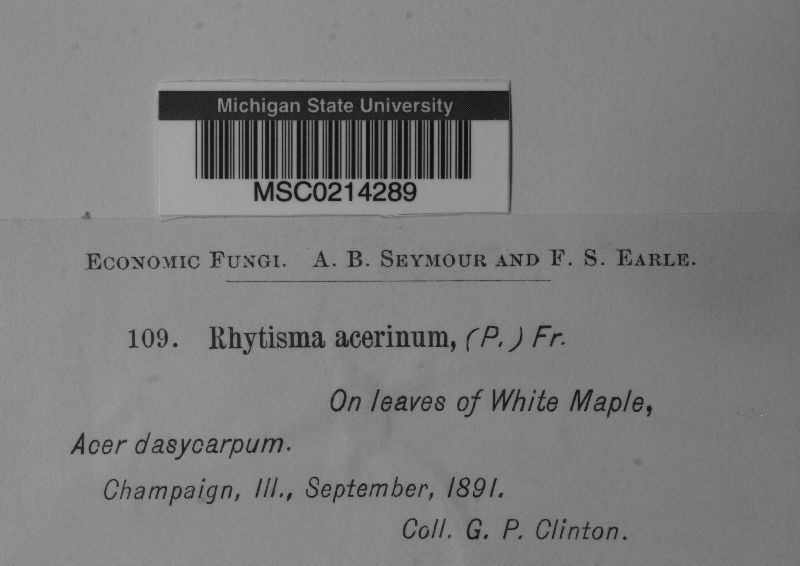 Michigan State University
MSC0214289
Economic Fungi. A. B. Seymour and F. S. Earle.
109. Rhytisma acerinum, (P.) Fr.
On leaves of White Maple,
Acer dasycarpum.
Champaign, Ill., September, 1891.
Coll. G. P. Clinton.